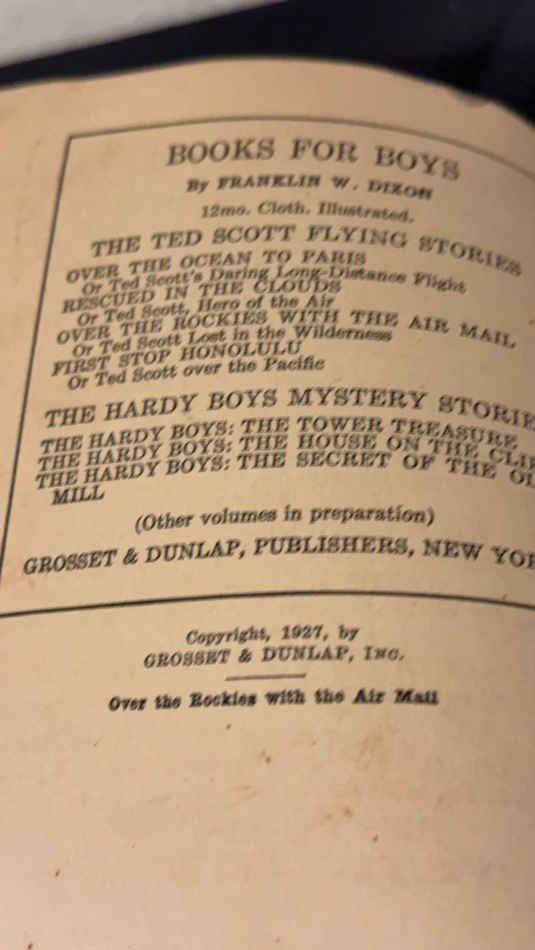 BOOKS FOR BOYS
By FRANKLIN W. DIXON
12mo. Cloth. Illustrated.
THE TED SCOTT FLYING STORIES
OVER THE OCEAN TO PARIS
Or Ted Scott's Daring Long-Distance Flight
RESCUED IN THE CLOUDS
Or Ted Scott, Hero of the Air
OVER THE ROCKIES WITH THE AIR MAIL
Or Ted Scott Lost in the Wilderness
FIRST STOP HONOLULU
Or Ted Scott over the Pacific
THE HARDY BOYS MYSTERY STORIE
THE HARDY BOYS: THE TOWER TREASURE
THE HARDY BOYS: THE HOUSE ON THE CLI
THE HARDY BOYS: THE SECRET OF THE OL
MILL
(Other volumes in preparation)
GROSSET & DUNLAP, PUBLISHERS, NEW YOR
Copyright, 1927, by
GROSSET & DUNLAP, INC.
Over the Rockies with the Air Mail